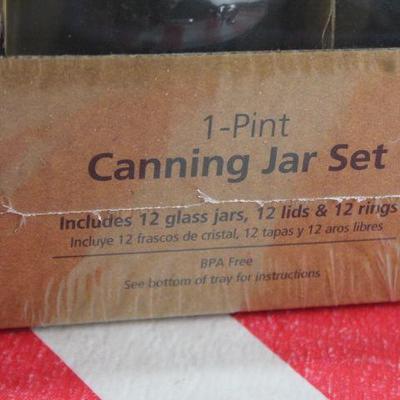 1-Pint
Canning Jar Set
Includes 12 glass jars, 12 lids & 12 rings
Incluye 12 frascos de cristal, 12 tapas y 12 aros libres
BPA Free
See bottom of tray for instructions